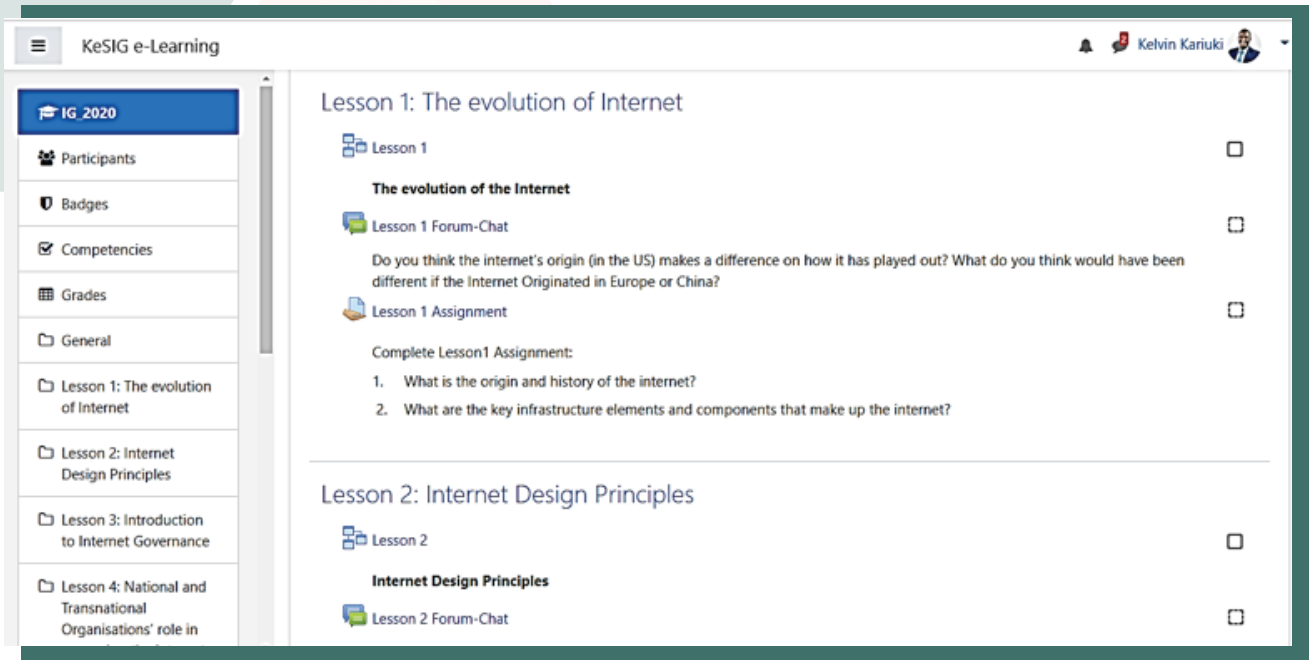 KeSIG e-Learning
2
Kelvin Kariuki
IG_2020
Participants
Badges
Competencies
Grades
General
Lesson 1: The evolution
of Internet
Lesson 2: Internet
Design Principles
Lesson 3: Introduction
to Internet Governance
Lesson 4: National and
Transnational
Organisations' role in
Lesson 1: The evolution of Internet
Lesson 1
The evolution of the Internet
Lesson 1 Forum-Chat
Do you think the internet's origin (in the US) makes a difference on how it has played out? What do you think would have been
different if the Internet Originated in Europe or China?
Lesson 1 Assignment
Complete Lesson1 Assignment:
1. What is the origin and history of the internet?
2. What are the key infrastructure elements and components that make up the internet?
Lesson 2: Internet Design Principles
Lesson 2
Internet Design Principles
Lesson 2 Forum-Chat